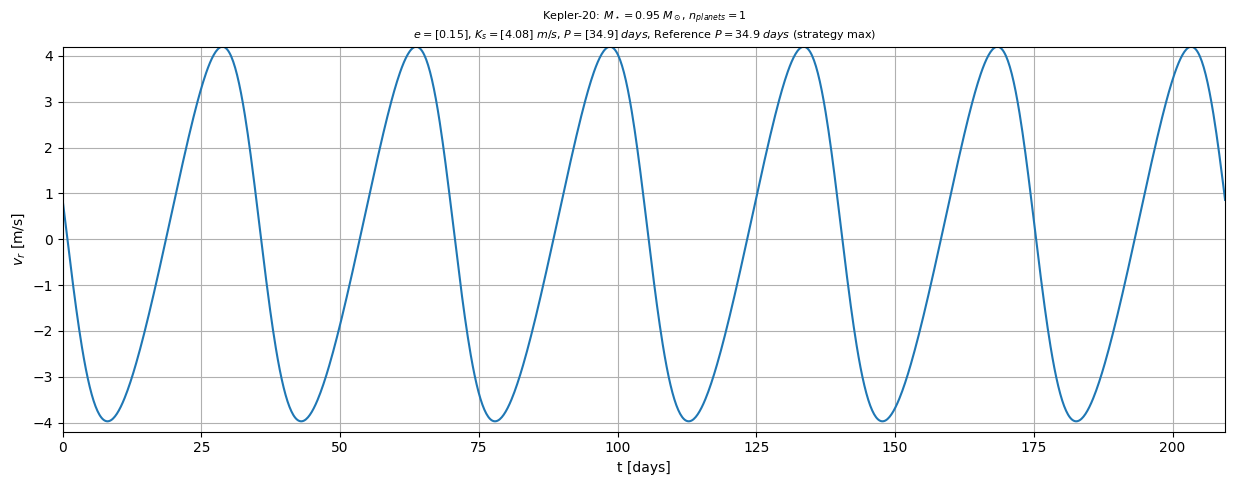 Kepler-20: $M_\star = 0.95\ M_\odot$, $n_{planets} = 1$
$e = [0.15]$, $K_s = [4.08]\ m/s$, $P = [34.9]\ days$, Reference $P = 34.9\ days$ (strategy max)
4
3
2
1
0
−1
−2
−3
−4
$v_r$ [m/s]
0 25 50 75 100 125 150 175 200
t [days]